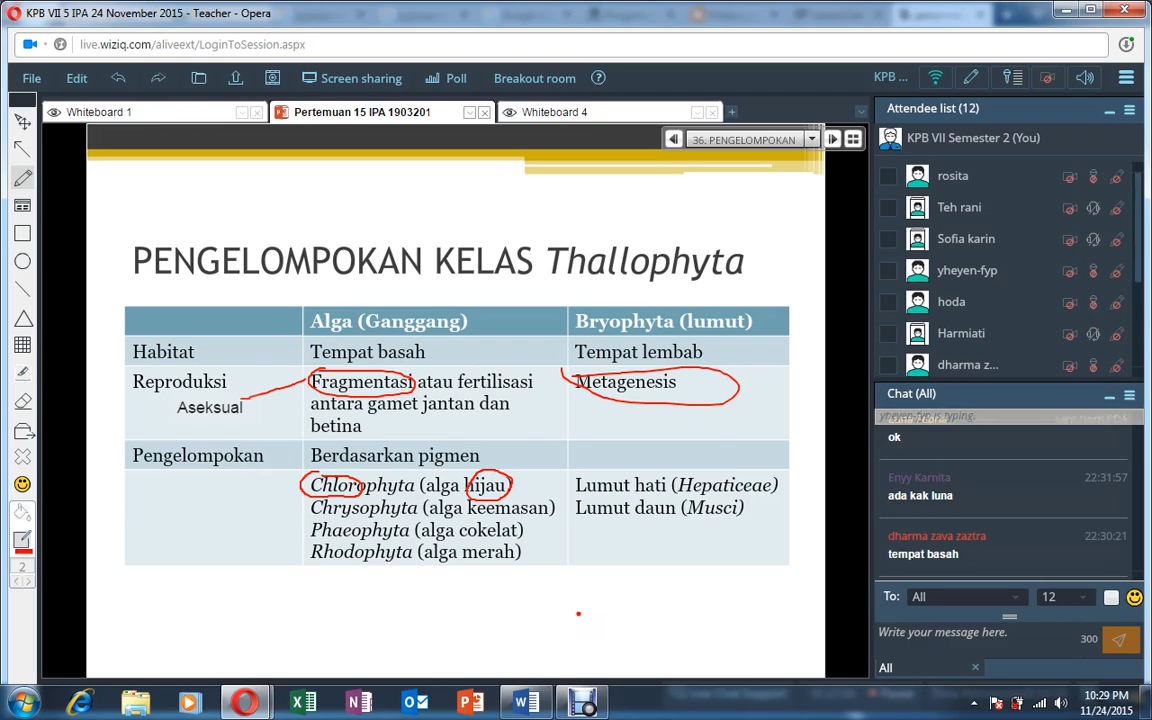 KPB VII 5 IPA 24 November 2015 - Teacher - Opera
live.wiziq.com/aliveext/LoginToSession.aspx
File Edit Screen sharing Poll Breakout room KPB ...
Whiteboard 1 Pertemuan 15 IPA 1903201 Whiteboard 4
36. PENGELOMPOKAN
PENGELOMPOKAN KELAS Thallophyta
Alga (Ganggang) Bryophyta (lumut)
Habitat Tempat basah Tempat lembab
Reproduksi Fragmentasi atau fertilisasi Metagenesis
Aseksual antara gamet jantan dan
betina
Pengelompokan Berdasarkan pigmen
Chlorophyta (alga hijau) Lumut hati (Hepaticeae)
Chrysophyta (alga keemasan) Lumut daun (Musci)
Phaeophyta (alga cokelat)
Rhodophyta (alga merah)
2
Attendee list (12)
KPB VII Semester 2 (You)
rosita
Teh rani
Sofia karin
yheyen-fyp
hoda
Harmiati
dharma z...
Chat (All)
yheyen-fyp is typing.
ok
Enyy Karnita 22:31:57
ada kak luna
dharma zava zaztra 22:30:21
tempat basah
To: All 12
Write your message here. 300
All
10:29 PM
11/24/2015